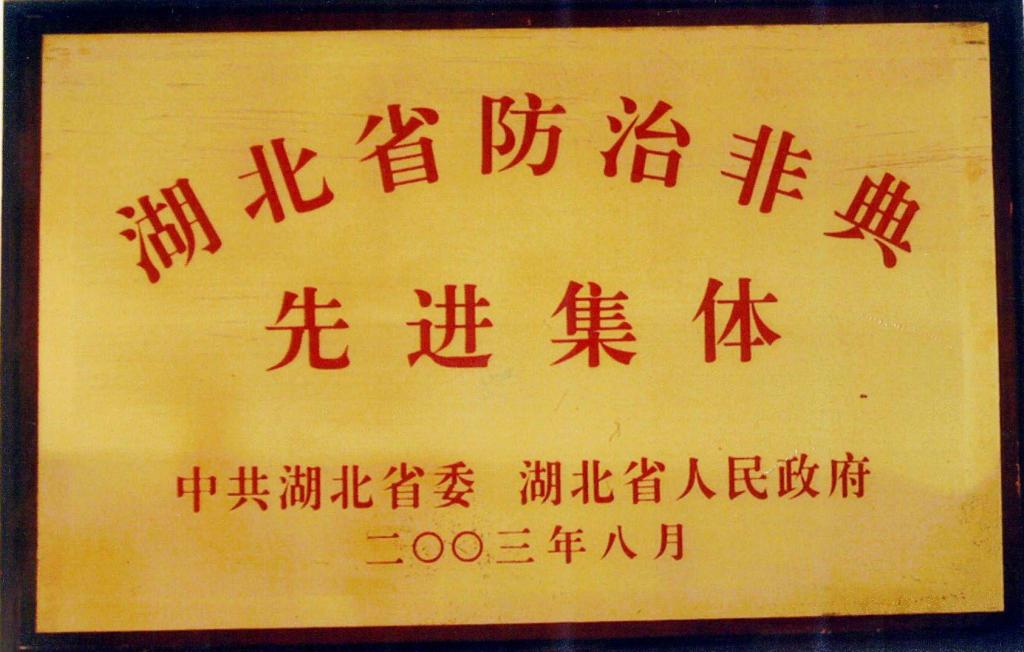 湖北省防治非典
先进集体
中共湖北省委 湖北省人民政府
二〇〇三年八月